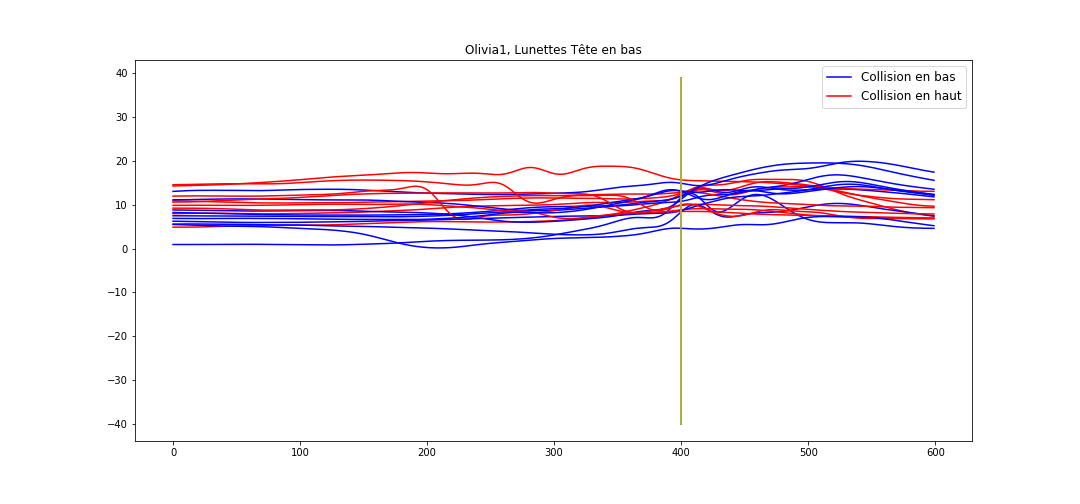 Olivia1, Lunettes Tête en bas
Collision en bas
Collision en haut
40
30
20
10
0
−10
−20
−30
−40
0 100 200 300 400 500 600